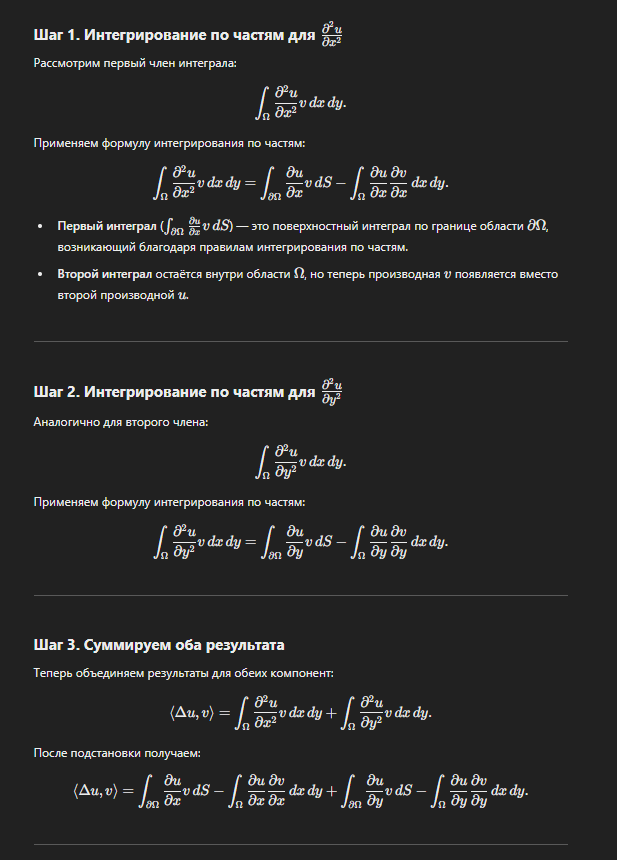 Шаг 1. Интегрирование по частям для $\frac{\partial^2 u}{\partial x^2}$
Рассмотрим первый член интеграла:
$$\int_\Omega \frac{\partial^2 u}{\partial x^2} v \, dx \, dy.$$
Применяем формулу интегрирования по частям:
$$\int_\Omega \frac{\partial^2 u}{\partial x^2} v \, dx \, dy = \int_{\partial\Omega} \frac{\partial u}{\partial x} v \, dS - \int_\Omega \frac{\partial u}{\partial x} \frac{\partial v}{\partial x} \, dx \, dy.$$
• Первый интеграл ($\int_{\partial\Omega} \frac{\partial u}{\partial x} v \, dS$) — это поверхностный интеграл по границе области $\partial\Omega$,
возникающий благодаря правилам интегрирования по частям.
• Второй интеграл остаётся внутри области $\Omega$, но теперь производная $v$ появляется вместо
второй производной $u$.
Шаг 2. Интегрирование по частям для $\frac{\partial^2 u}{\partial y^2}$
Аналогично для второго члена:
$$\int_\Omega \frac{\partial^2 u}{\partial y^2} v \, dx \, dy.$$
Применяем формулу интегрирования по частям:
$$\int_\Omega \frac{\partial^2 u}{\partial y^2} v \, dx \, dy = \int_{\partial\Omega} \frac{\partial u}{\partial y} v \, dS - \int_\Omega \frac{\partial u}{\partial y} \frac{\partial v}{\partial y} \, dx \, dy.$$
Шаг 3. Суммируем оба результата
Теперь объединяем результаты для обеих компонент:
$$\langle \Delta u, v \rangle = \int_\Omega \frac{\partial^2 u}{\partial x^2} v \, dx \, dy + \int_\Omega \frac{\partial^2 u}{\partial y^2} v \, dx \, dy.$$
После подстановки получаем:
$$\langle \Delta u, v \rangle = \int_{\partial\Omega} \frac{\partial u}{\partial x} v \, dS - \int_\Omega \frac{\partial u}{\partial x} \frac{\partial v}{\partial x} \, dx \, dy + \int_{\partial\Omega} \frac{\partial u}{\partial y} v \, dS - \int_\Omega \frac{\partial u}{\partial y} \frac{\partial v}{\partial y} \, dx \, dy.$$